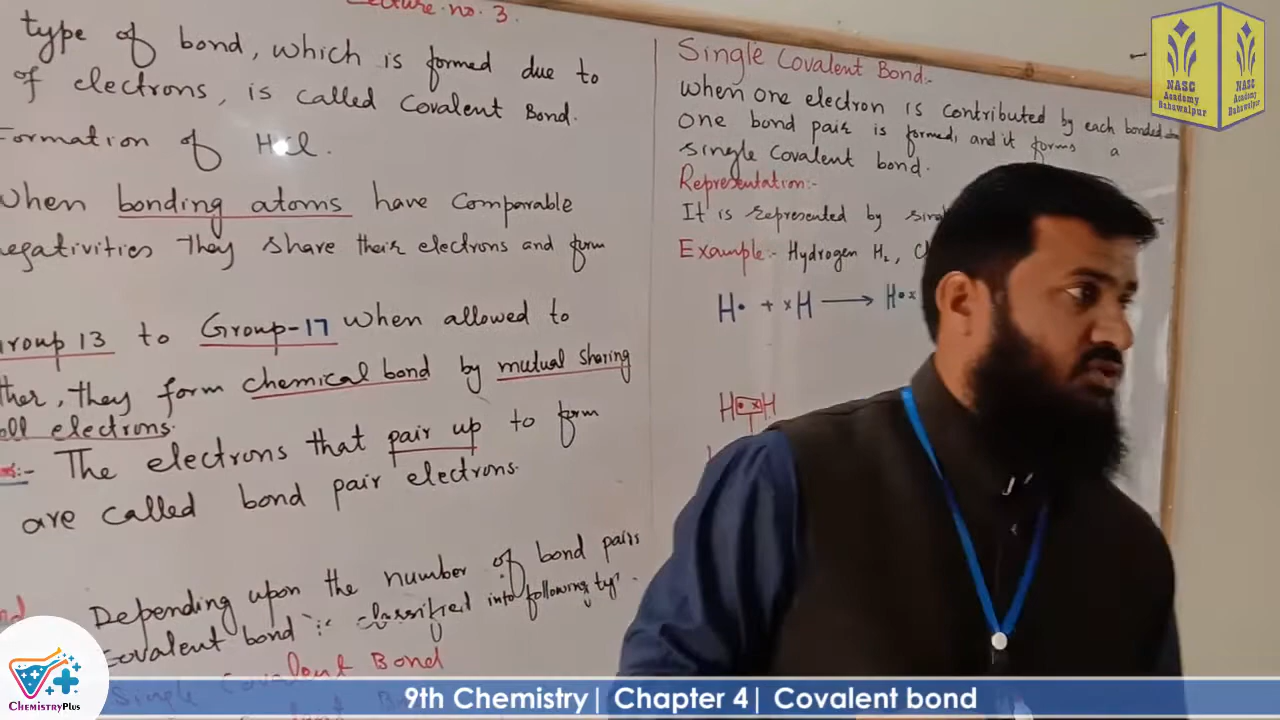 Lecture no. 3.
type of bond, which is formed due to
of electrons, is called Covalent Bond.
Formation of HCl.
When bonding atoms have Comparable
negativities They share their electrons and form
Group 13 to Group-17 When allowed to
ther, they form chemical bond by mutual sharing
electrons.
:- The electrons that pair up to form
are called bond pair electrons.
Depending upon the number of bond pairs
Covalent bond is classified into following typ
Single Covalent Bond
Single Covalent Bond:-
When one electron is contributed by each bonded
one bond pair is formed, and it forms a
single covalent bond.
Representation:-
It is represented by
Example:- Hydrogen H₂,
H• + ×H ⟶ H•×
H•×H
NASC
Academy
Bahawalpur
NASC
Academy
Bahawalpur
ChemistryPlus
9th Chemistry| Chapter 4| Covalent bond